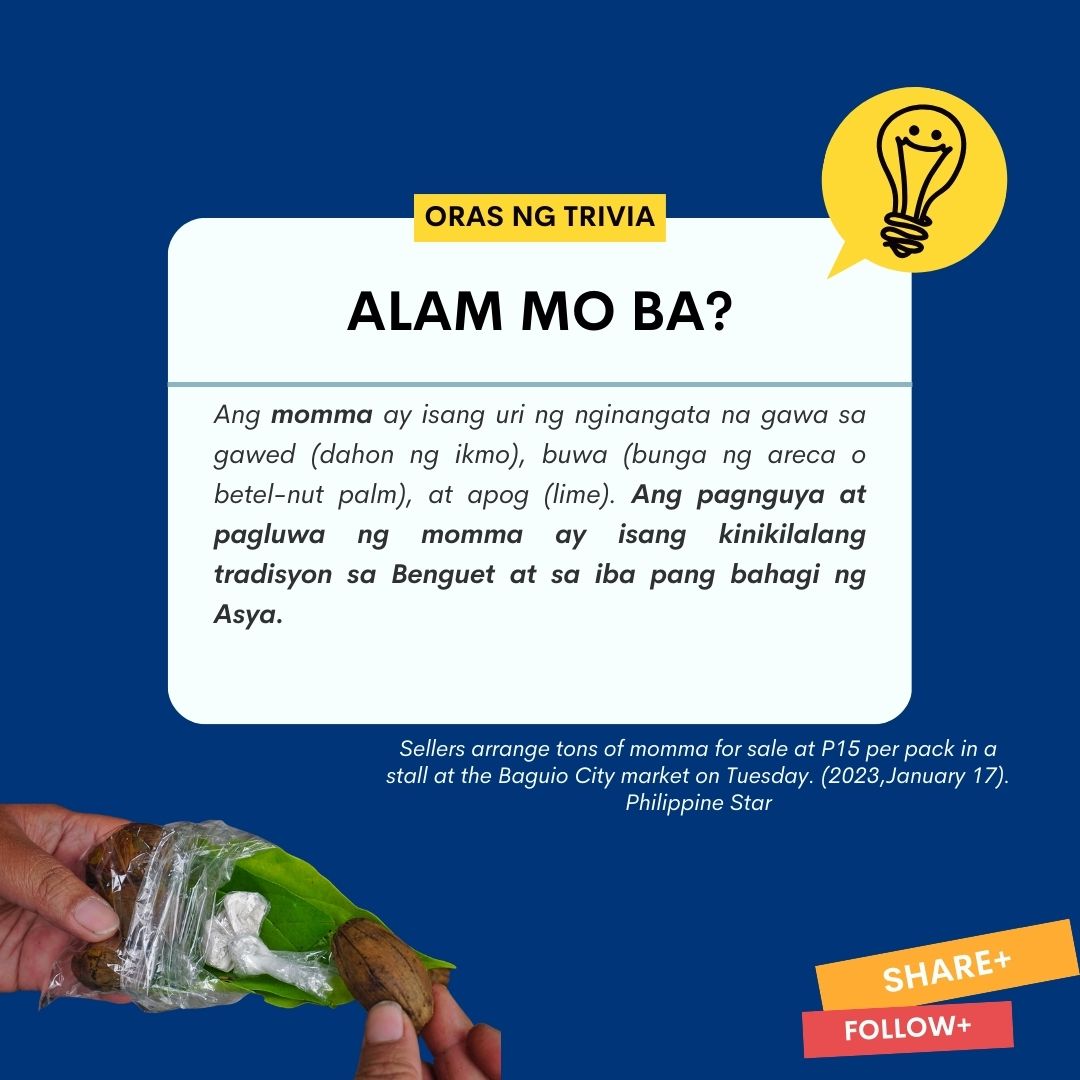 ORAS NG TRIVIA
ALAM MO BA?
Ang momma ay isang uri ng nginangata na gawa sa
gawed (dahon ng ikmo), buwa (bunga ng areca o
betel-nut palm), at apog (lime). Ang pagnguya at
pagluwa ng momma ay isang kinikilalang
tradisyon sa Benguet at sa iba pang bahagi ng
Asya.
Sellers arrange tons of momma for sale at P15 per pack in a
stall at the Baguio City market on Tuesday. (2023,January 17).
Philippine Star
SHARE+
FOLLOW+